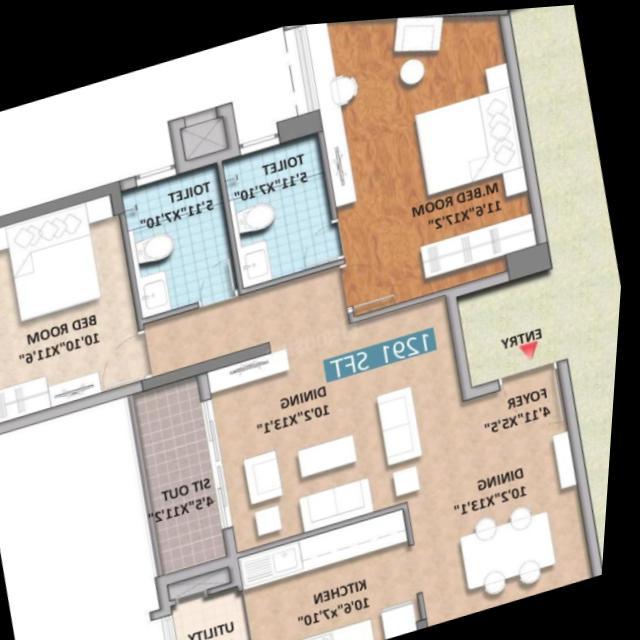 TOILET
5'11"X7'10"
TOILET
5'11"X7'10"
M.BED ROOM
11'6"X17'2"
BED ROOM
10'10"X11'6"
ENTRY
1291 SFT
DINING
10'2"X13'1"
FOYER
4'11"X5'5"
SIT OUT
4'5"X11'2"
DINING
10'2"X13'1"
KITCHEN
10'6"X7'10"
UTILITY